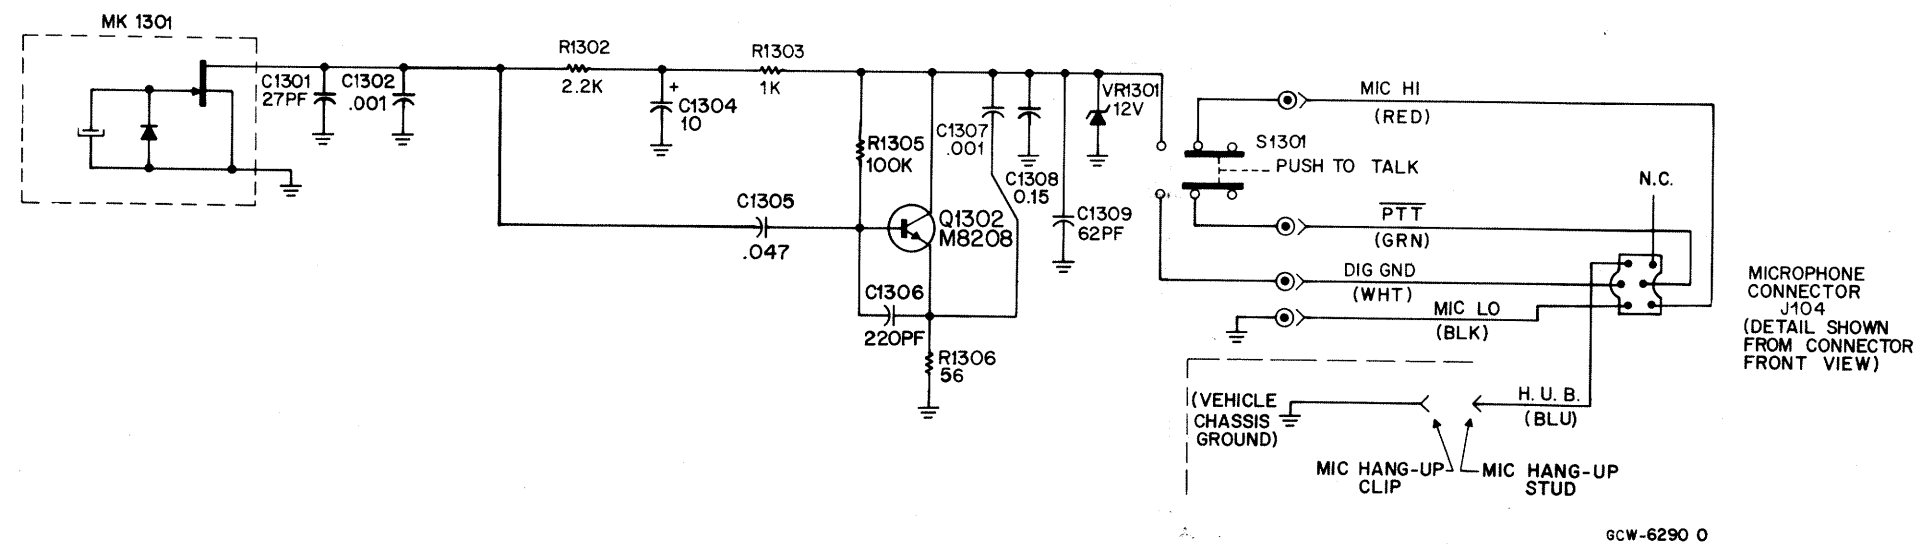 MK 1301
C1301
27PF
C1302
.001
R1302
2.2K
+
C1304
10
R1303
1K
R1305
100K
C1305
.047
Q1302
M8208
C1306
220PF
R1306
56
C1307
.001
C1308
0.15
C1309
62PF
VR1301
12V
S1301
PUSH TO TALK
MIC HI
(RED)
PTT
(GRN)
DIG GND
(WHT)
MIC LO
(BLK)
N.C.
MICROPHONE
CONNECTOR
J104
(DETAIL SHOWN
FROM CONNECTOR
FRONT VIEW)
H. U. B.
(BLU)
(VEHICLE
CHASSIS
GROUND)
MIC HANG-UP
CLIP
MIC HANG-UP
STUD
GCW-6290 O